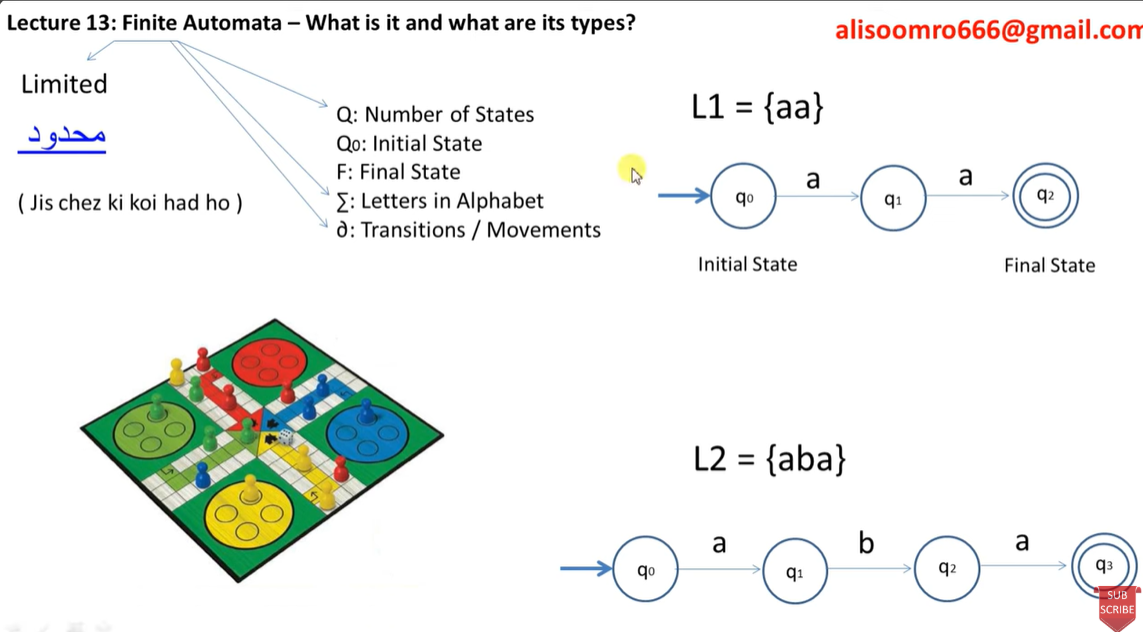 Lecture 13: Finite Automata – What is it and what are its types?
alisoomro666@gmail.com
Limited
محدود
( Jis chez ki koi had ho )
Q: Number of States
Q0: Initial State
F: Final State
∑: Letters in Alphabet
∂: Transitions / Movements
L1 = {aa}
a a
q0 q1 q2
Initial State Final State
L2 = {aba}
a b a
q0 q1 q2 q3
SUB
SCRIBE